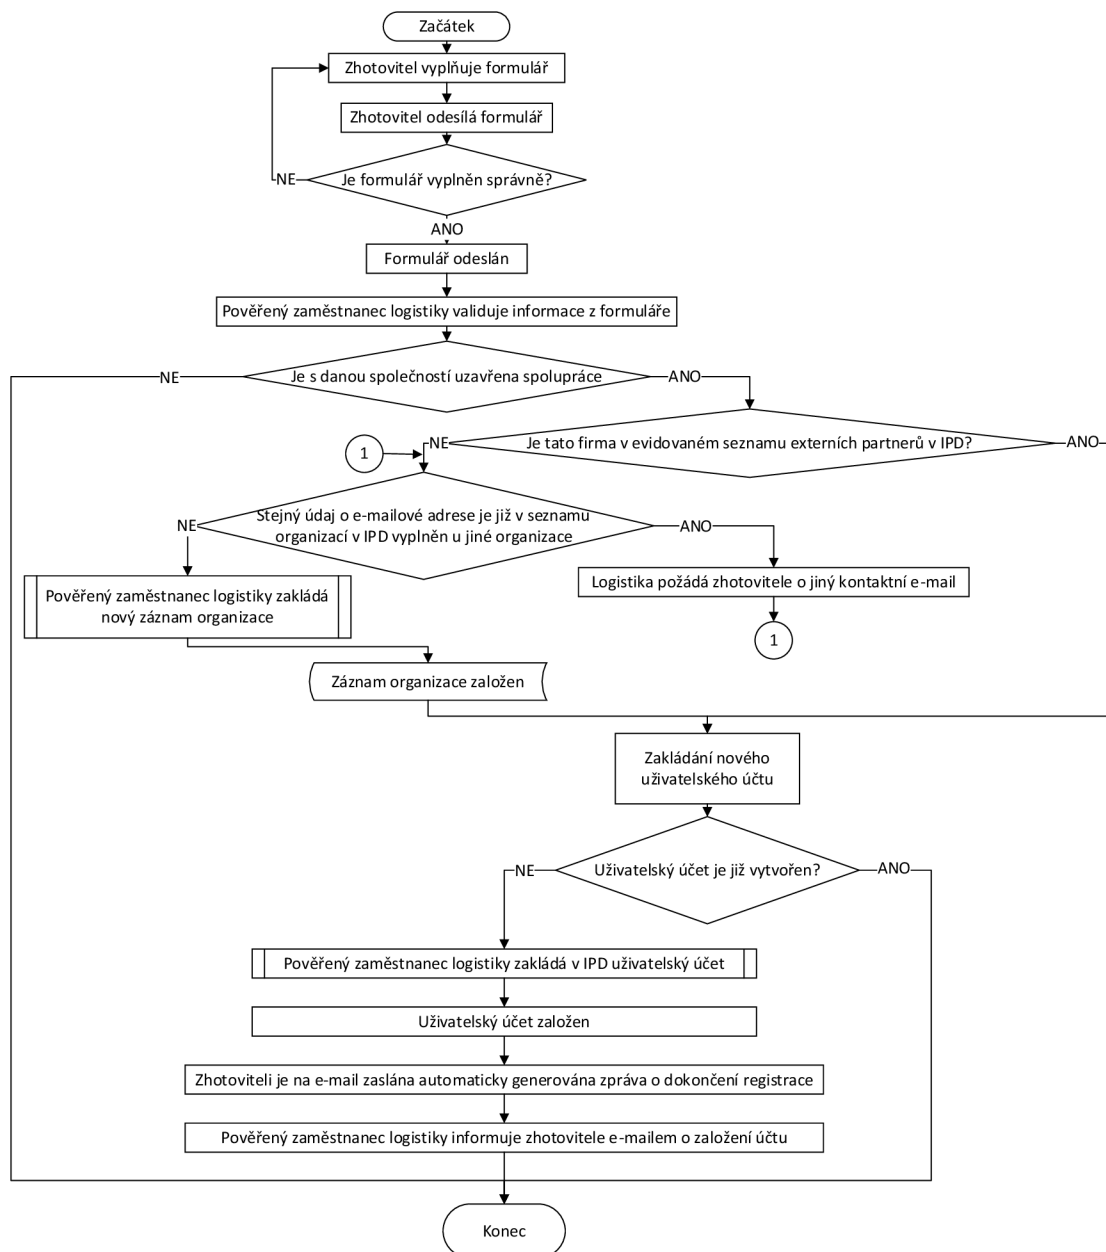 Začátek
Zhotovitel vyplňuje formulář
Zhotovitel odesílá formulář
Je formulář vyplněn správně?
NE
ANO
Formulář odeslán
Pověřený zaměstnanec logistiky validuje informace z formuláře
Je s danou společností uzavřena spolupráce
NE
ANO
Je tato firma v evidovaném seznamu externích partnerů v IPD?
NE
ANO
1
Stejný údaj o e-mailové adrese je již v seznamu
organizací v IPD vyplněn u jiné organizace
NE
ANO
Logistika požádá zhotovitele o jiný kontaktní e-mail
1
Pověřený zaměstnanec logistiky zakládá
nový záznam organizace
Záznam organizace založen
Zakládání nového
uživatelského účtu
Uživatelský účet je již vytvořen?
NE
ANO
Pověřený zaměstnanec logistiky zakládá v IPD uživatelský účet
Uživatelský účet založen
Zhotoviteli je na e-mail zaslána automaticky generována zpráva o dokončení registrace
Pověřený zaměstnanec logistiky informuje zhotovitele e-mailem o založení účtu
Konec